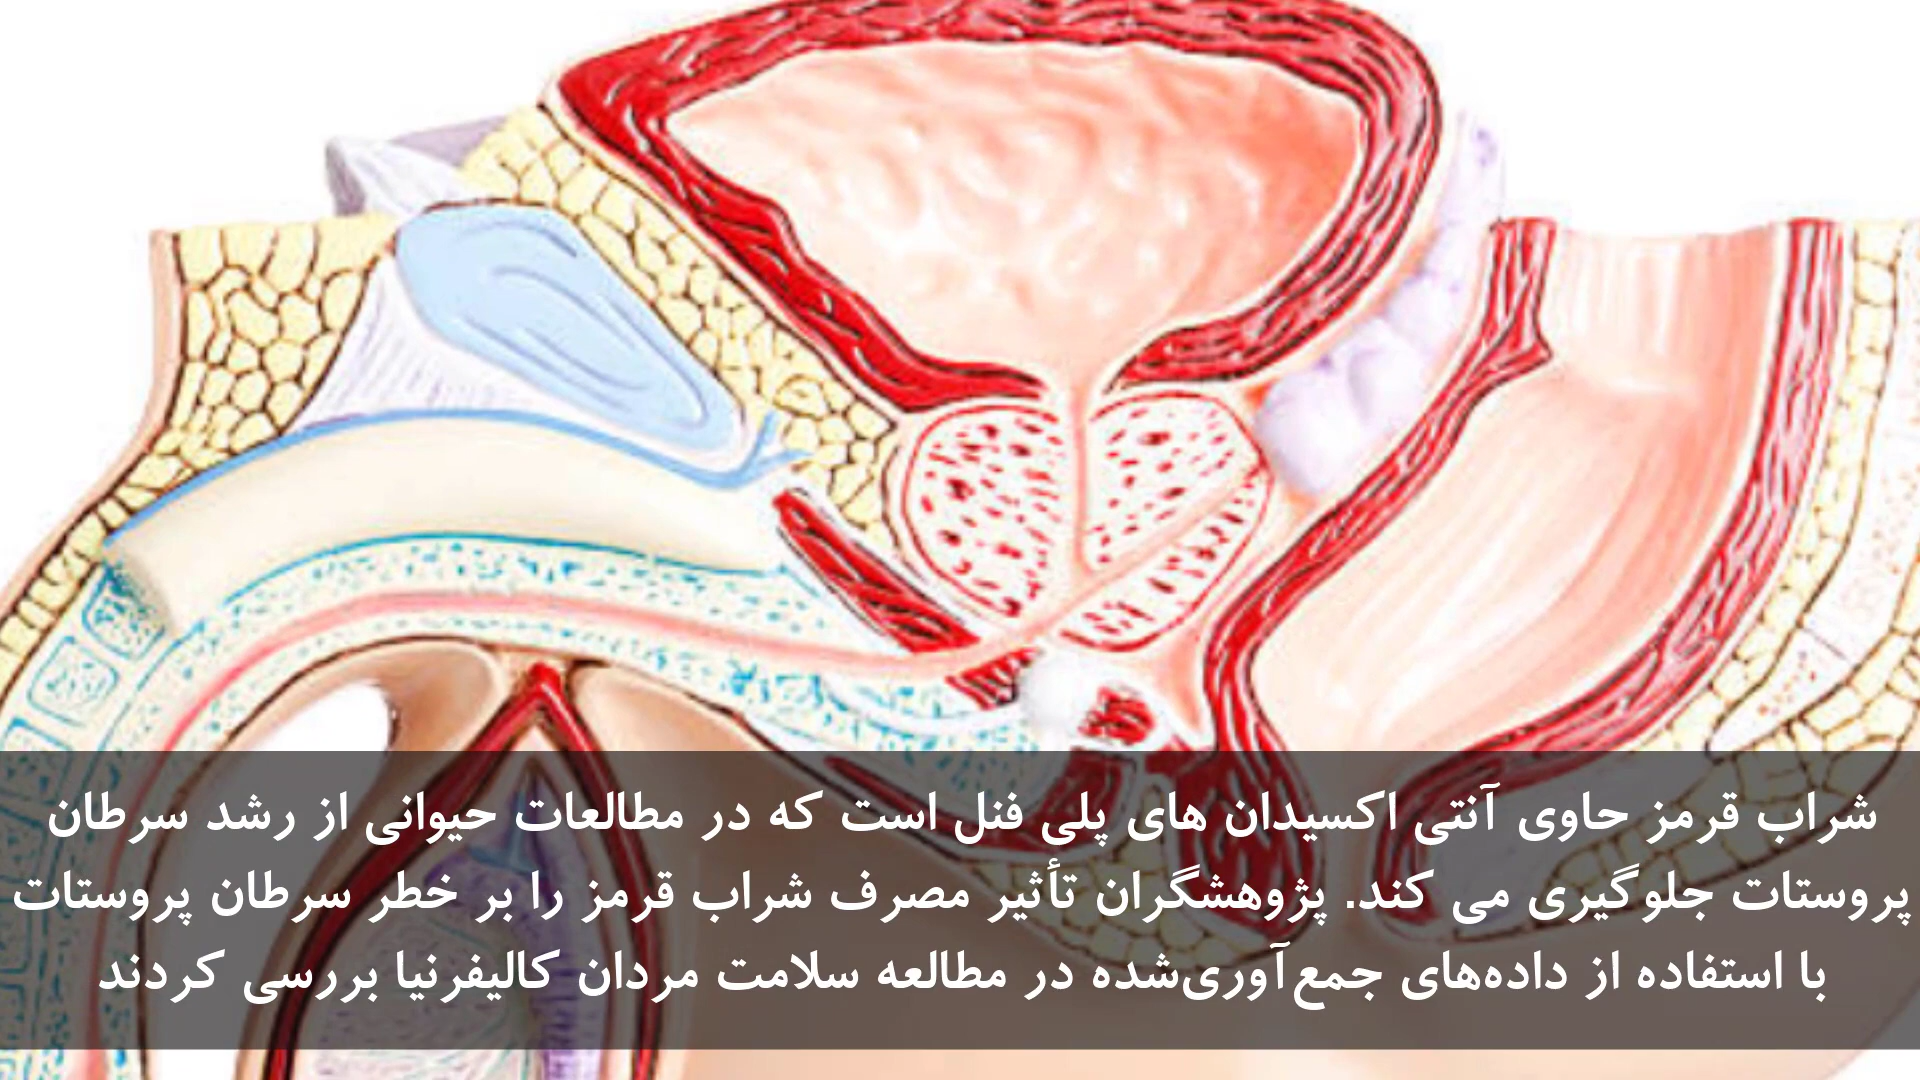 شراب قرمز حاوی آنتی اکسیدان های پلی فنل است که در مطالعات حیوانی از رشد سرطان
پروستات جلوگیری می کند. پژوهشگران تأثیر مصرف شراب قرمز را بر خطر سرطان پروستات
با استفاده از داده‌های جمع‌آوری‌شده در مطالعه سلامت مردان کالیفرنیا بررسی کردند